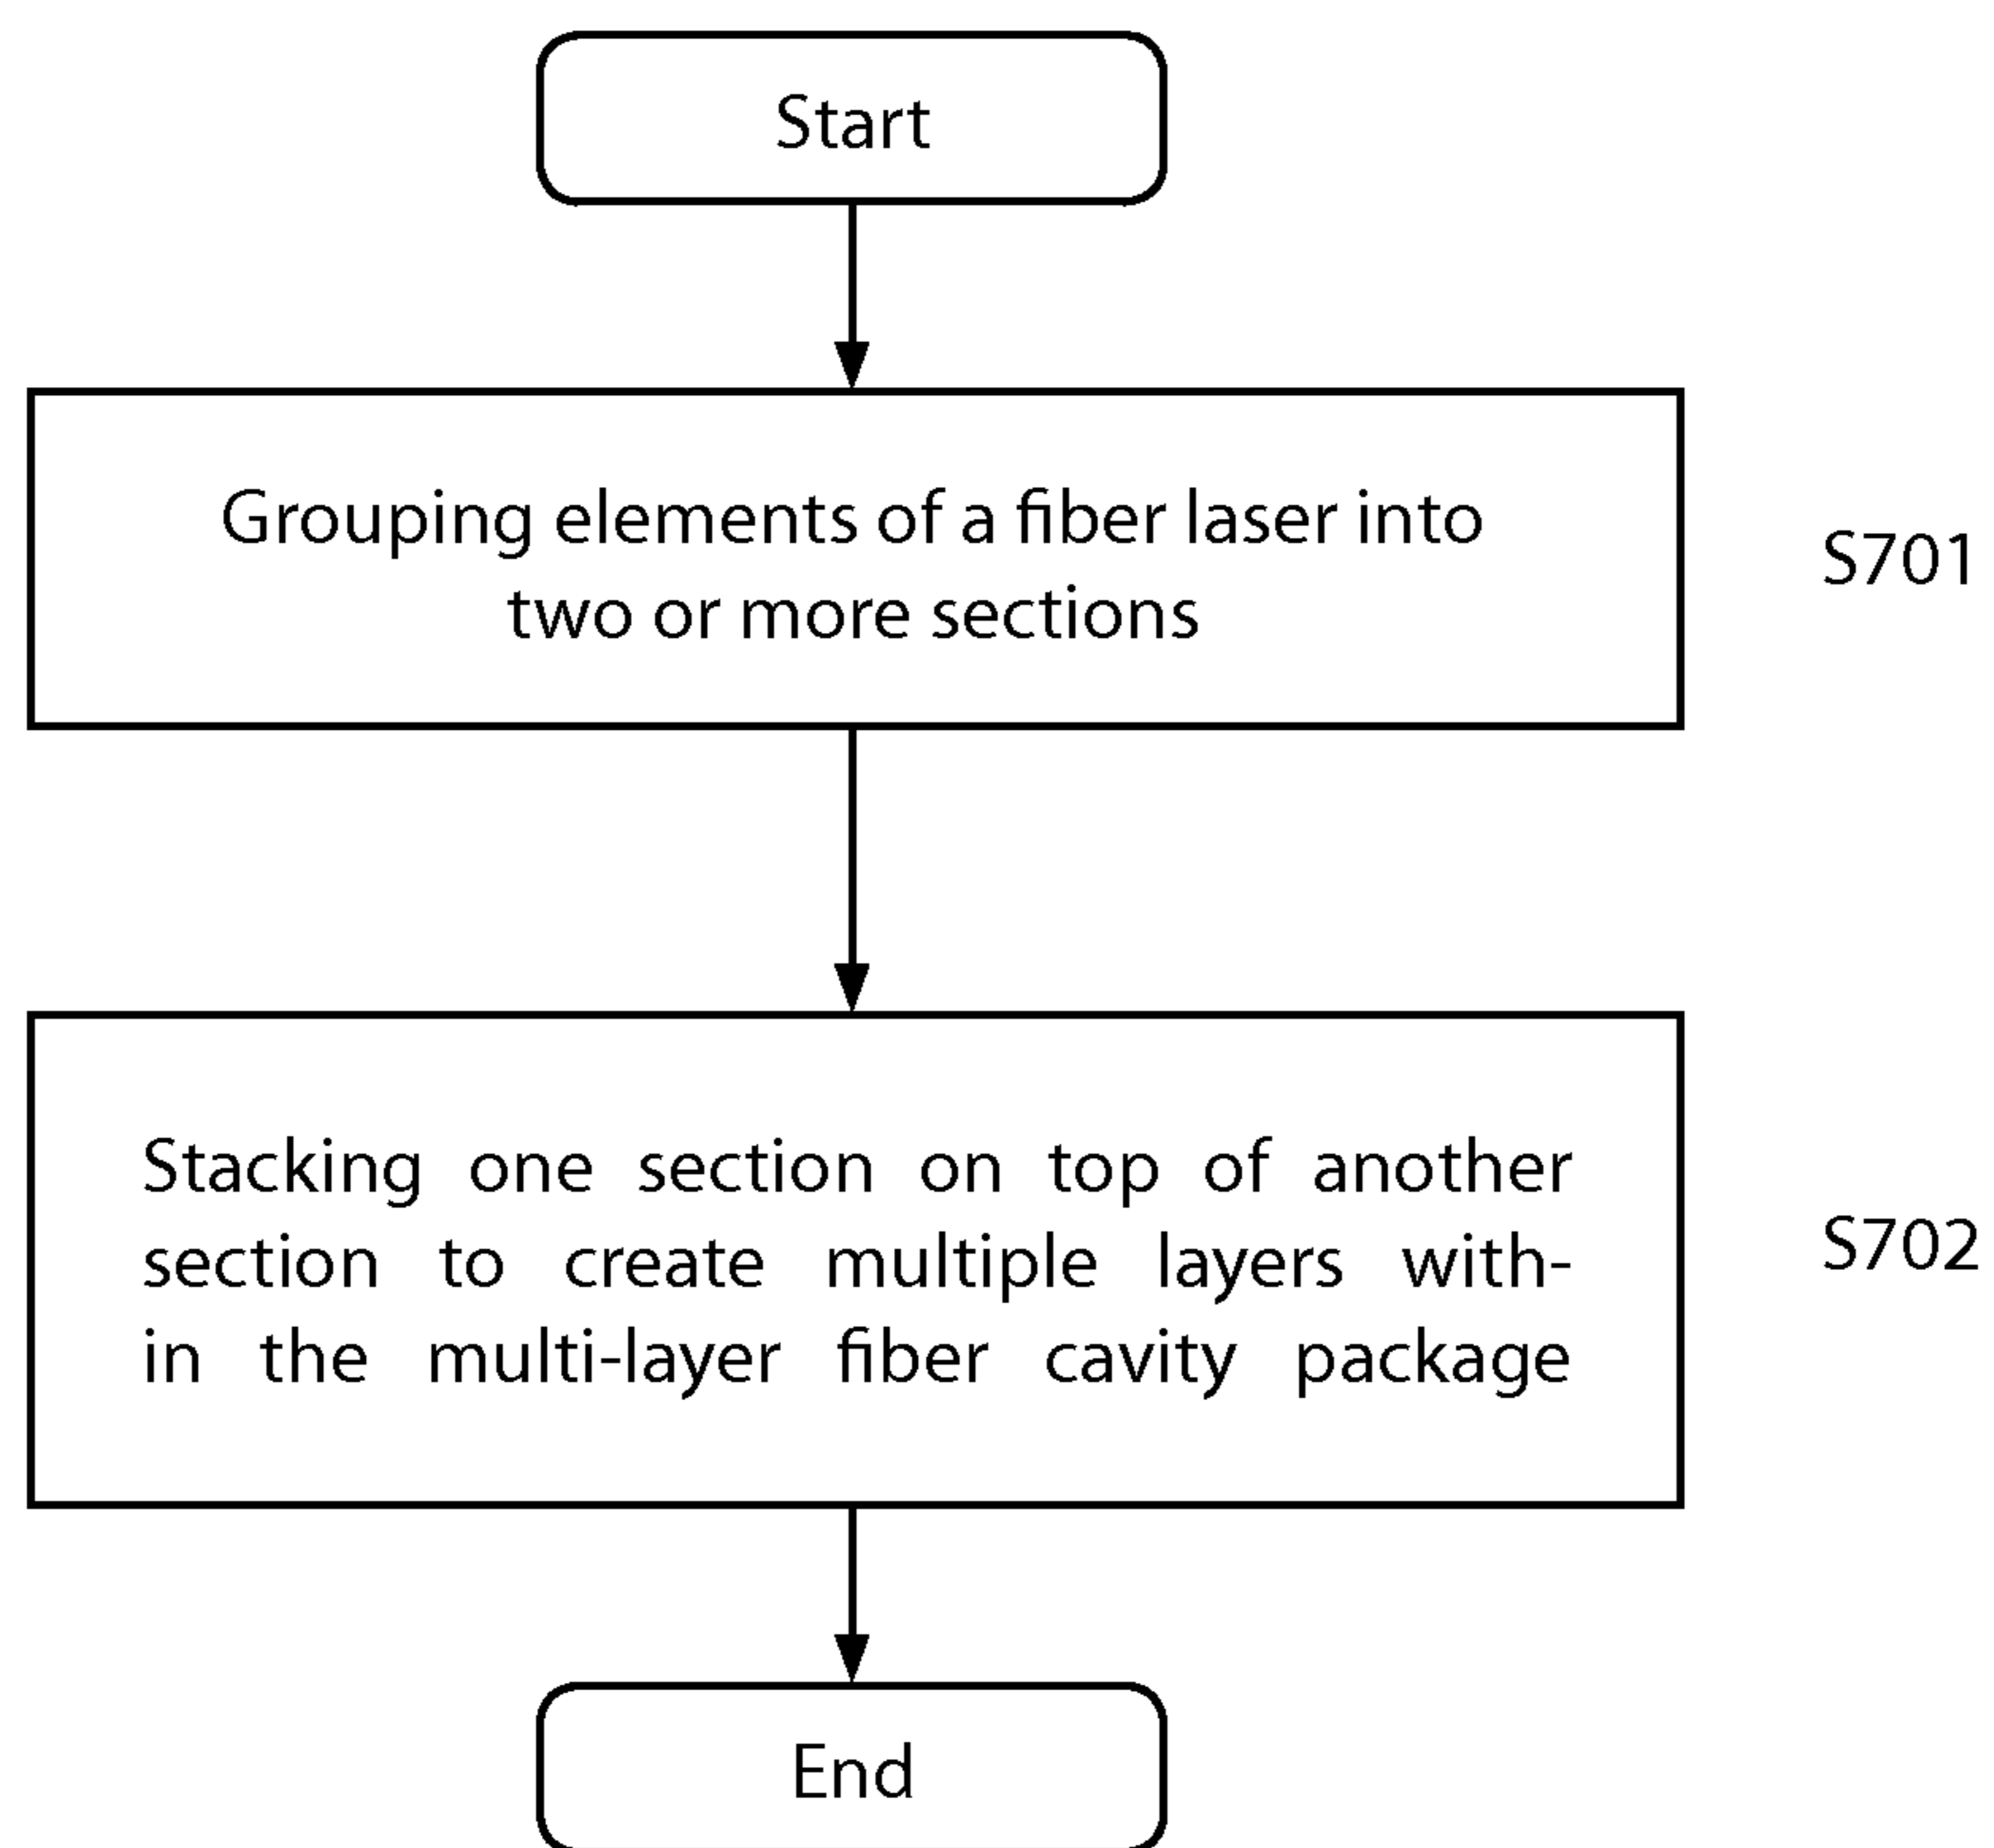 Start
Grouping elements of a fiber laser into
two or more sections
S701
Stacking one section on top of another
section to create multiple layers with-
in the multi-layer fiber cavity package
S702
End